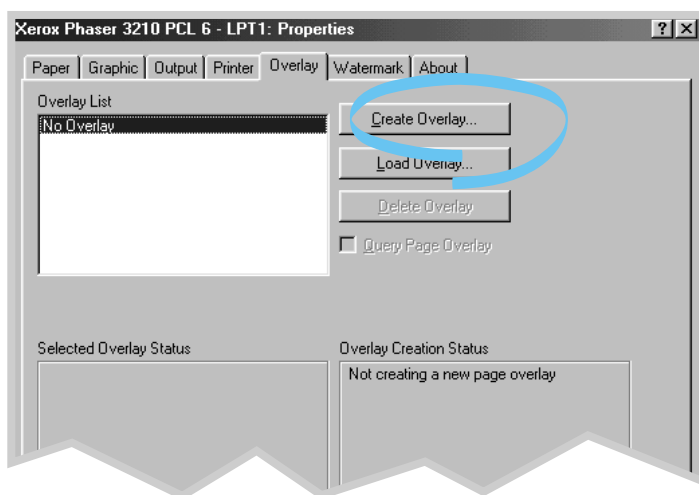 Xerox Phaser 3210 PCL 6 - LPT1: Properties
Paper Graphic Output Printer Overlay Watermark About
Overlay List
No Overlay
Create Overlay...
Load Overlay...
Delete Overlay
Query Page Overlay
Selected Overlay Status
Overlay Creation Status
Not creating a new page overlay